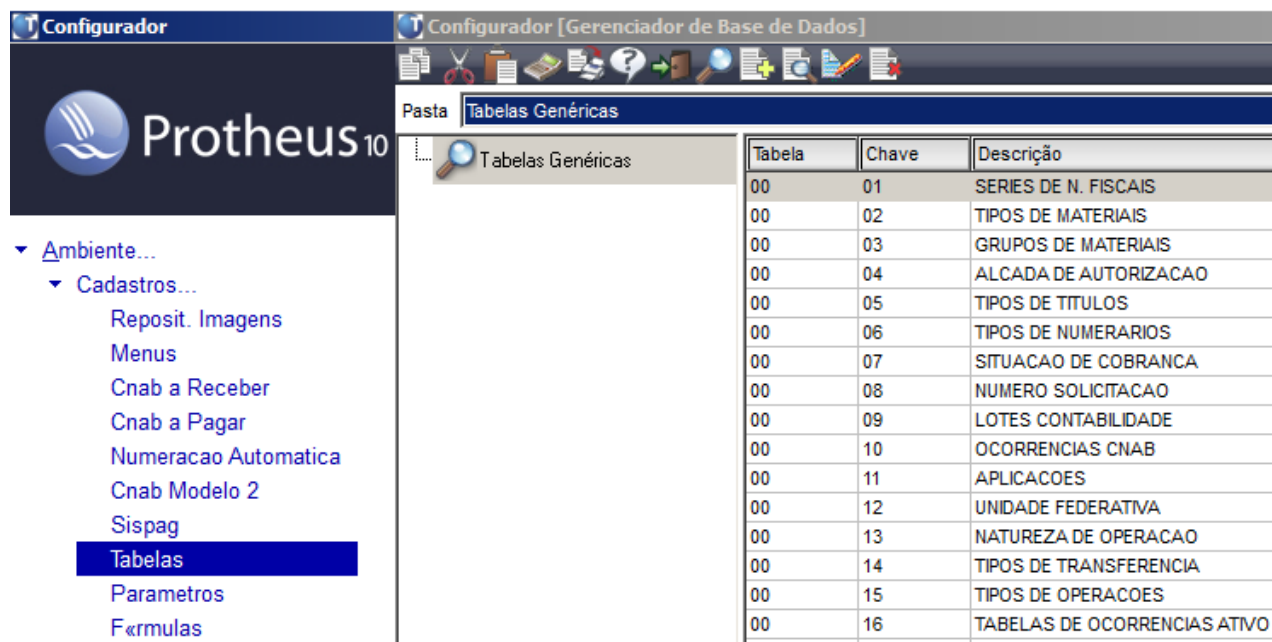 Configurador
Protheus 10
Ambiente...
Cadastros...
Reposit. Imagens
Menus
Cnab a Receber
Cnab a Pagar
Numeracao Automatica
Cnab Modelo 2
Sispag
Tabelas
Parametros
F«rmulas
Configurador [Gerenciador de Base de Dados]
Pasta Tabelas Genéricas
Tabelas Genéricas
Tabela Chave Descrição
00 01 SERIES DE N. FISCAIS
00 02 TIPOS DE MATERIAIS
00 03 GRUPOS DE MATERIAIS
00 04 ALCADA DE AUTORIZACAO
00 05 TIPOS DE TITULOS
00 06 TIPOS DE NUMERARIOS
00 07 SITUACAO DE COBRANCA
00 08 NUMERO SOLICITACAO
00 09 LOTES CONTABILIDADE
00 10 OCORRENCIAS CNAB
00 11 APLICACOES
00 12 UNIDADE FEDERATIVA
00 13 NATUREZA DE OPERACAO
00 14 TIPOS DE TRANSFERENCIA
00 15 TIPOS DE OPERACOES
00 16 TABELAS DE OCORRENCIAS ATIVO